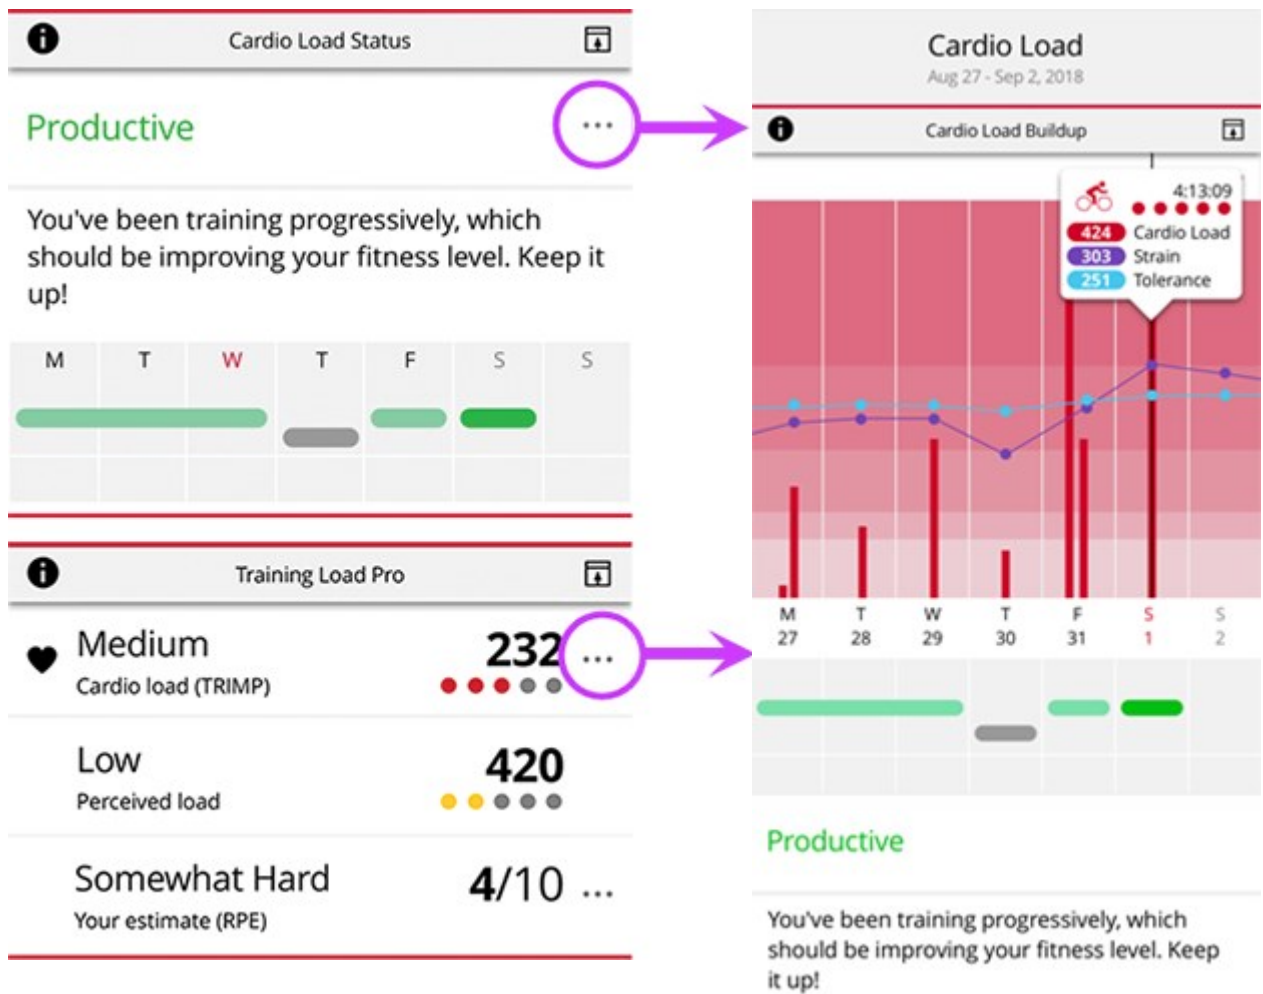 Cardio Load Status
Productive
...
You've been training progressively, which
should be improving your fitness level. Keep it
up!
M T W T F S S
Training Load Pro
Medium 232 ...
Cardio load (TRIMP)
Low 420
Perceived load
Somewhat Hard 4/10 ...
Your estimate (RPE)
Cardio Load
Aug 27 - Sep 2, 2018
Cardio Load Buildup
4:13:09
424 Cardio Load
303 Strain
251 Tolerance
M T W T F S S
27 28 29 30 31 1 2
Productive
You've been training progressively, which
should be improving your fitness level. Keep
it up!